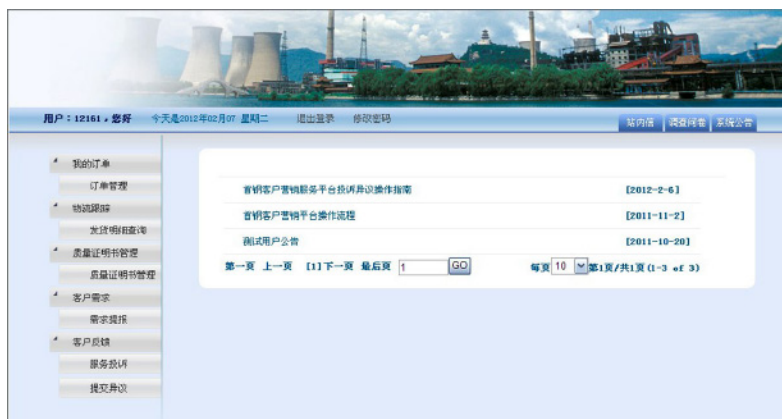 用户：12161，您好 今天是2012年02月07 星期二 退出登录 修改密码
站内信 调查问卷 系统公告
我的订单
订单管理
物流跟踪
发货明细查询
质量证明书管理
质量证明书管理
客户需求
需求提报
客户反馈
服务投诉
提交异议
首钢客户营销服务平台投诉异议操作指南 [2012-2-6]
首钢客户营销平台操作流程 [2011-11-2]
测试用户公告 [2011-10-20]
第一页 上一页 [1]下一页 最后页 1 GO 每页 10 第1页/共1页(1-3 of 3)